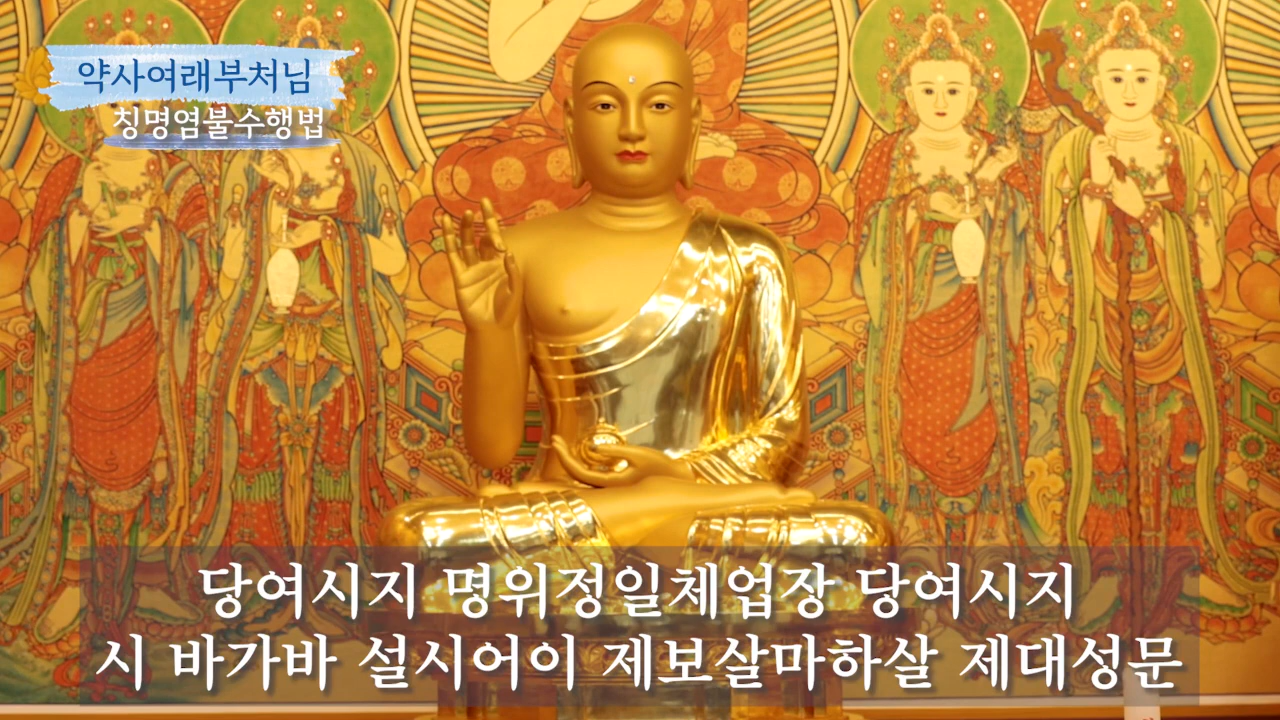 약사여래부처님
칭명염불수행법
당여시지 명위정일체업장 당여시지
시 바가바 설시어이 제보살마하살 제대성문